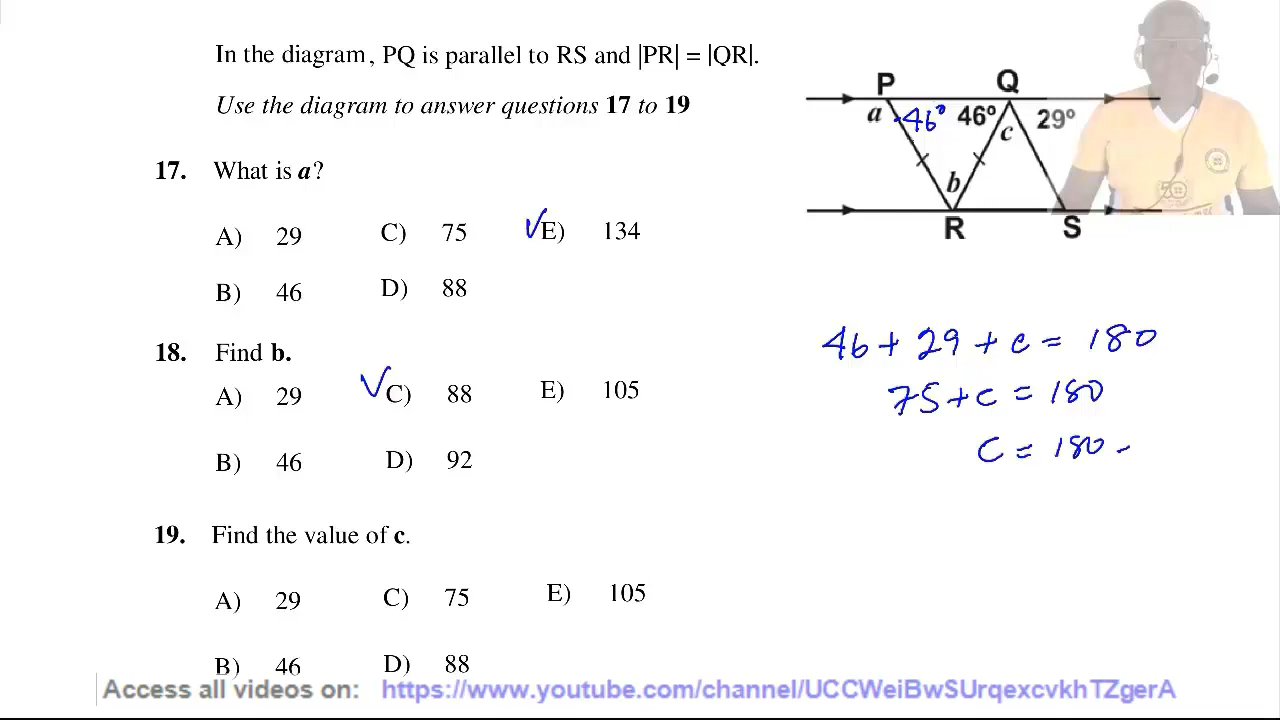 In the diagram, PQ is parallel to RS and |PR| = |QR|.
Use the diagram to answer questions 17 to 19
P Q
a 46° 46° c 29°
b
R S
17. What is a?
A) 29 C) 75 ✓E) 134
B) 46 D) 88
18. Find b.
A) 29 ✓C) 88 E) 105
B) 46 D) 92
46 + 29 + c = 180
75 + c = 180
c = 180 -
19. Find the value of c.
A) 29 C) 75 E) 105
B) 46 D) 88
Access all videos on: https://www.youtube.com/channel/UCCWeiBwSUrqexcvkhTZgerA